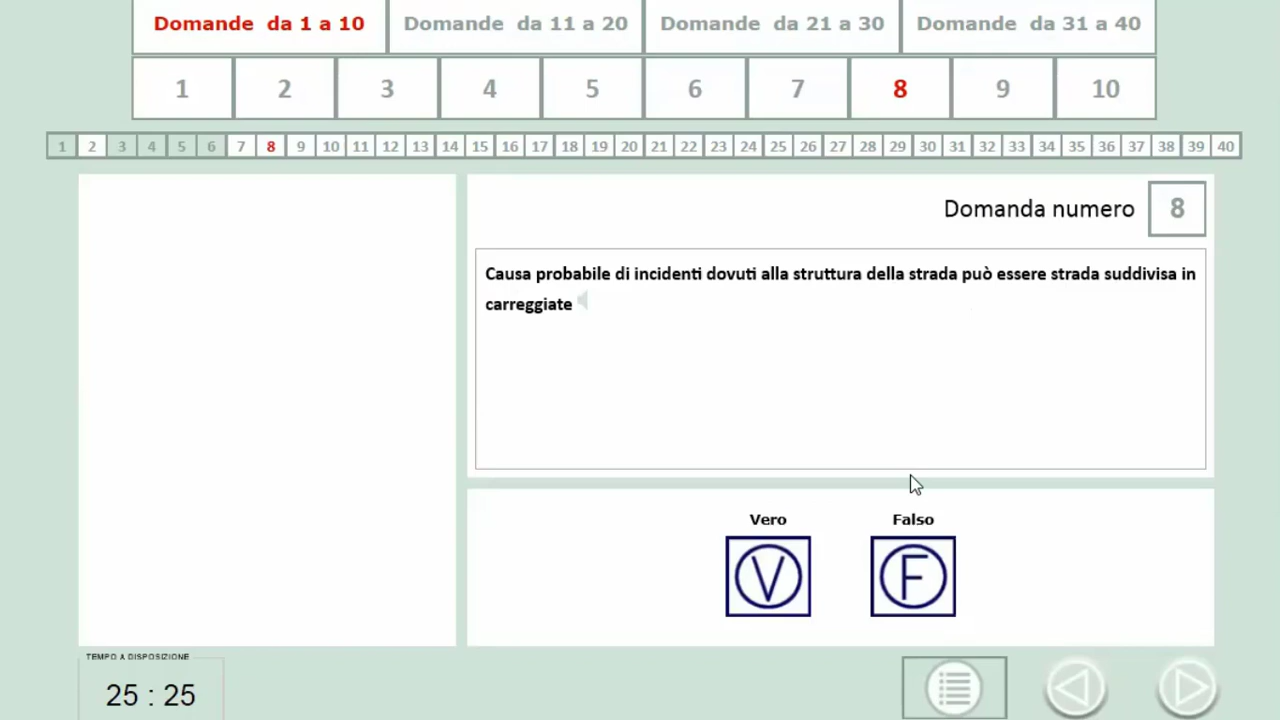 Domande da 1 a 10 Domande da 11 a 20 Domande da 21 a 30 Domande da 31 a 40
1 2 3 4 5 6 7 8 9 10
1 2 3 4 5 6 7 8 9 10 11 12 13 14 15 16 17 18 19 20 21 22 23 24 25 26 27 28 29 30 31 32 33 34 35 36 37 38 39 40
Domanda numero 8
Causa probabile di incidenti dovuti alla struttura della strada può essere strada suddivisa in
carreggiate
Vero Falso
V F
TEMPO A DISPOSIZIONE
25 : 25